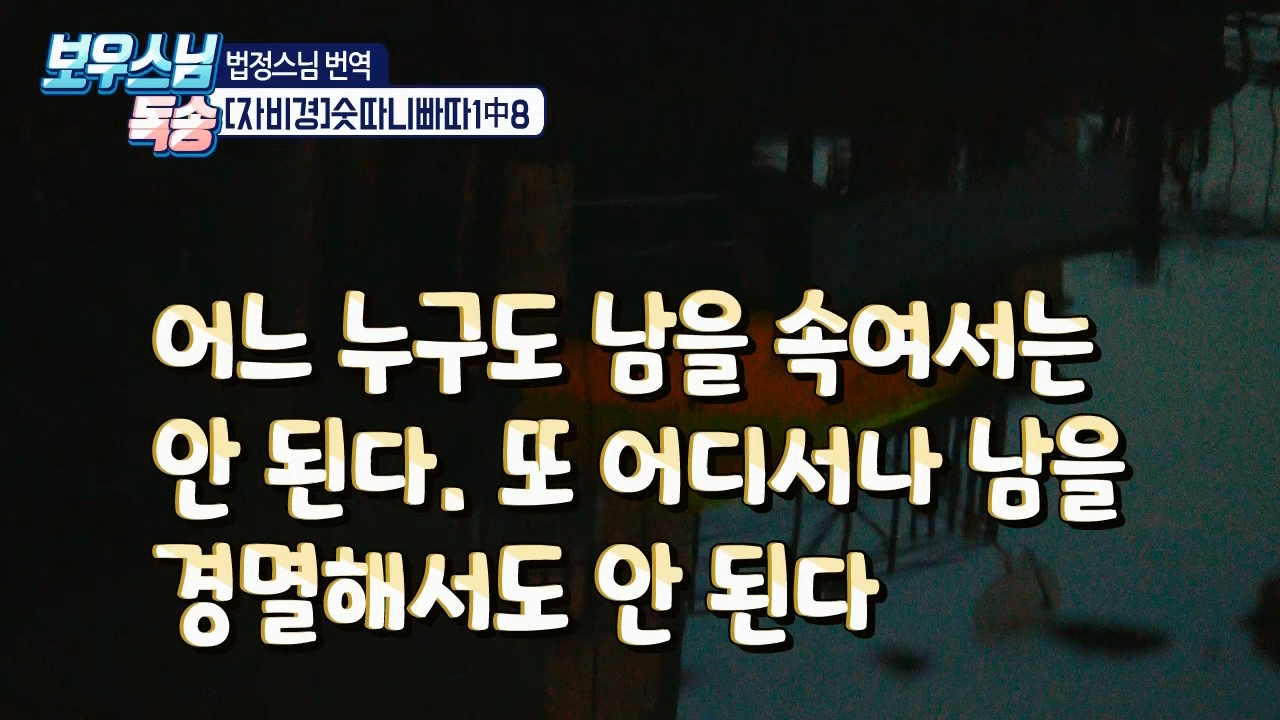 보우스님 법정스님 번역
독송 [자비경]숫따니빠따1中8
어느 누구도 남을 속여서는
안 된다. 또 어디서나 남을
경멸해서도 안 된다